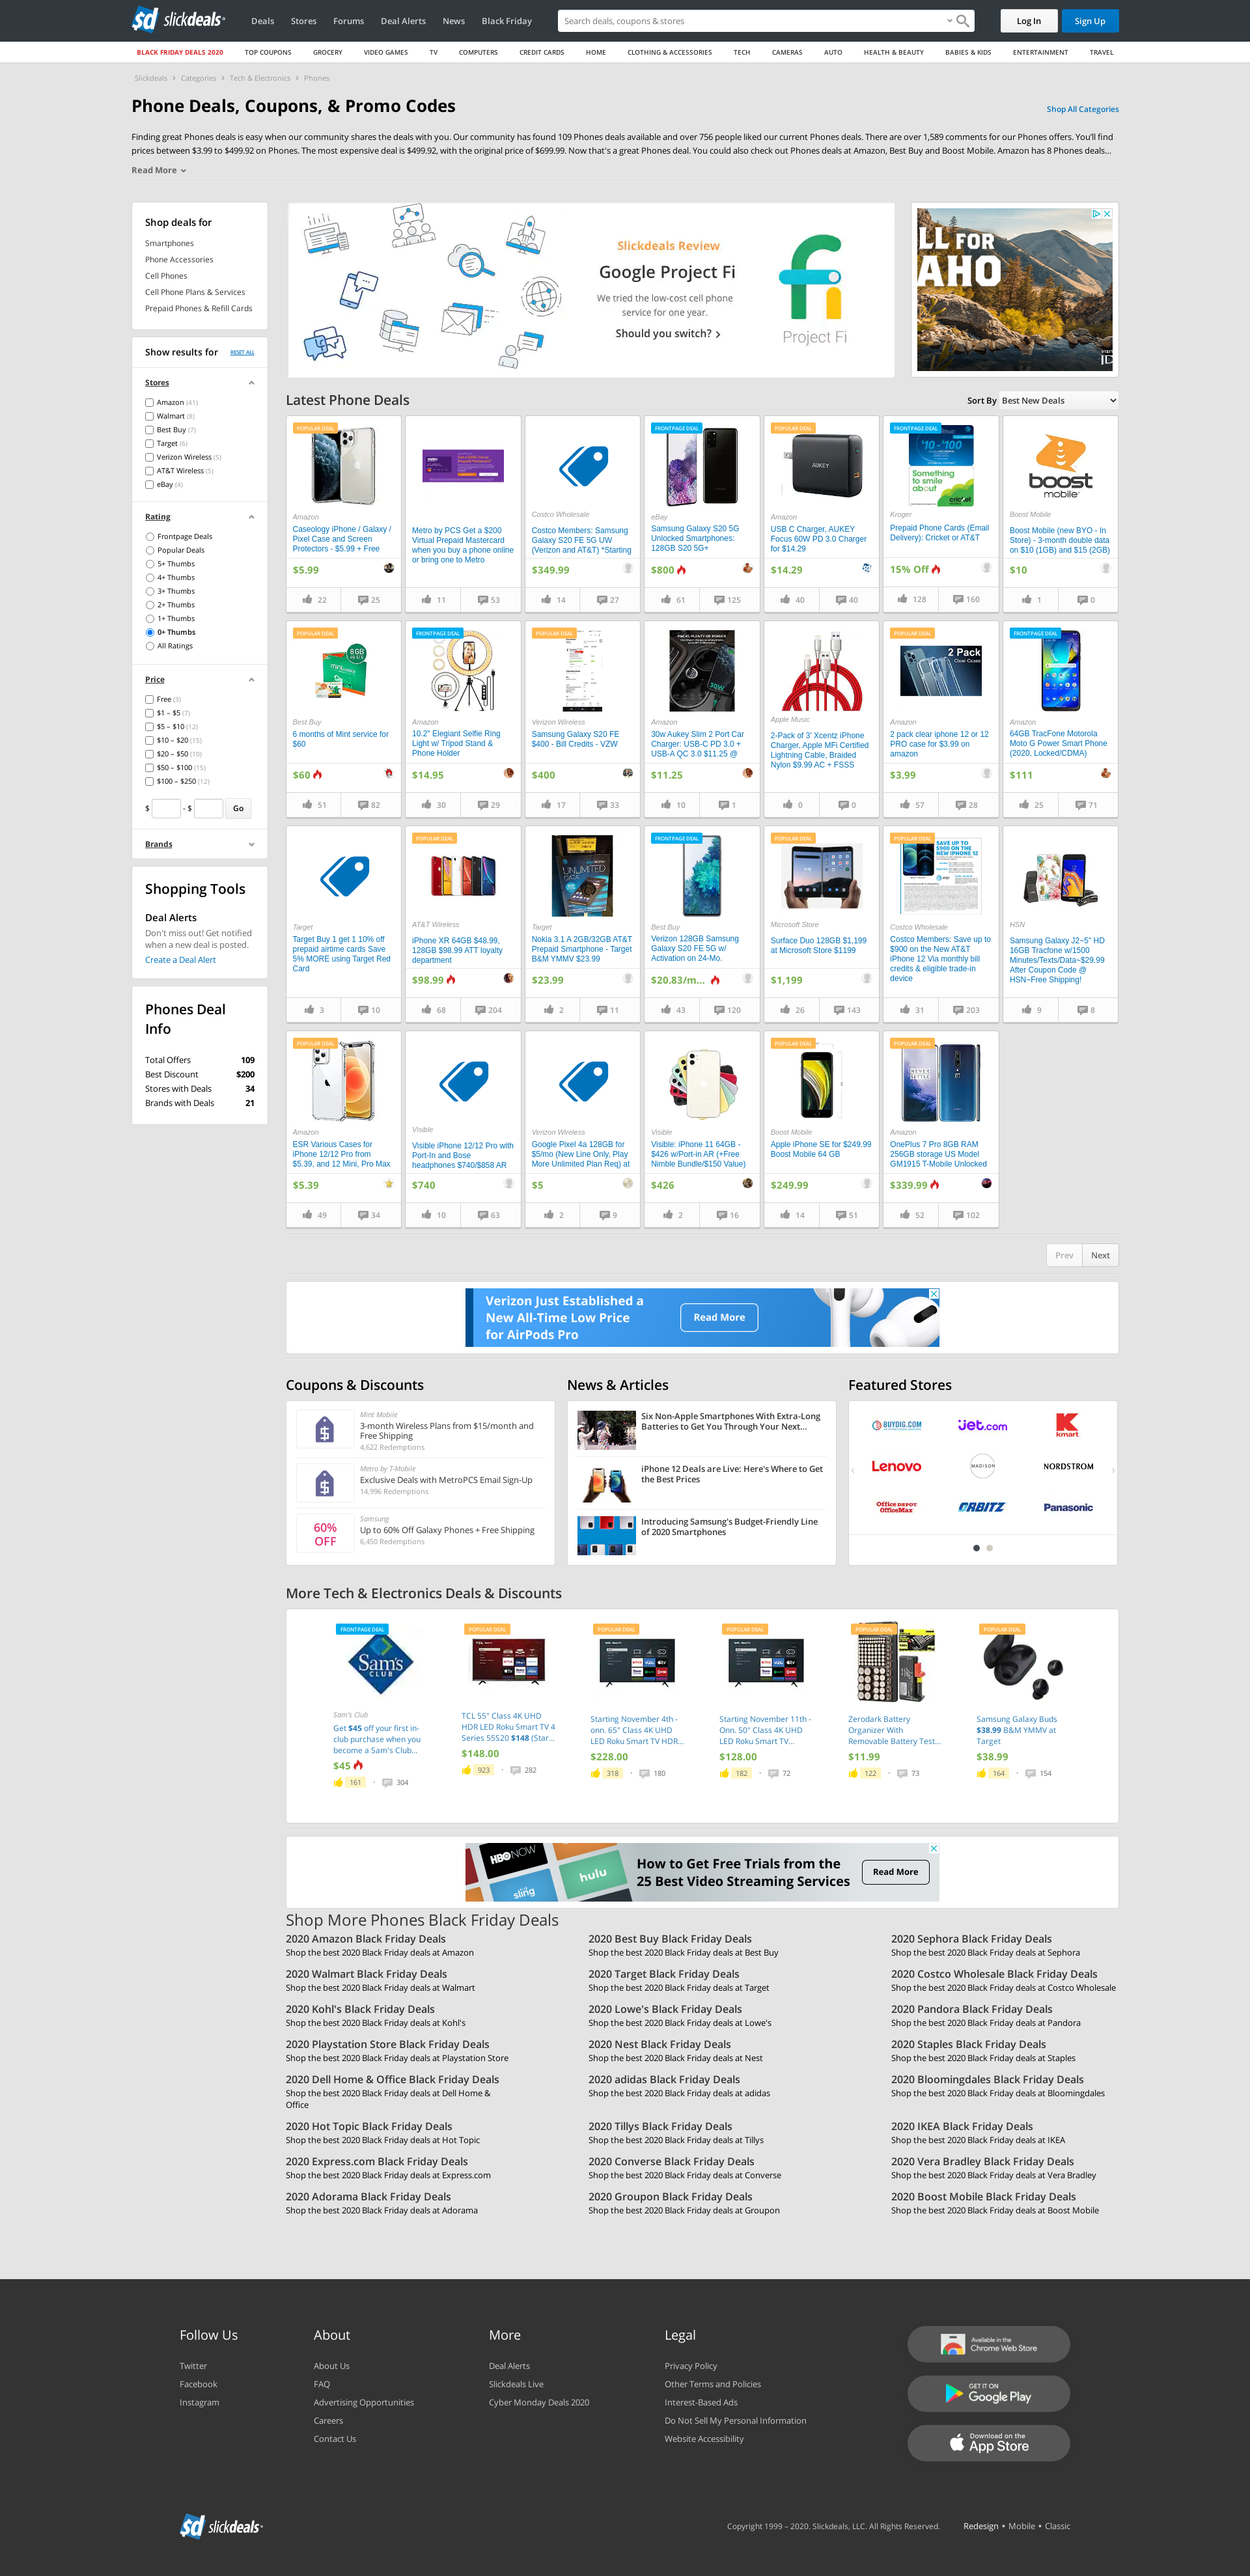 sd slickdeals
Deals Stores Forums Deal Alerts News Black Friday
Search deals, coupons & stores
Log In
Sign Up
BLACK FRIDAY DEALS 2020 TOP COUPONS GROCERY VIDEO GAMES TV COMPUTERS CREDIT CARDS HOME CLOTHING & ACCESSORIES TECH CAMERAS AUTO HEALTH & BEAUTY BABIES & KIDS ENTERTAINMENT TRAVEL
Slickdeals > Categories > Tech & Electronics > Phones
Phone Deals, Coupons, & Promo Codes
Shop All Categories
Finding great Phones deals is easy when our community shares the deals with you. Our community has found 109 Phones deals available and over 756 people liked our current Phones deals. There are over 1,589 comments for our Phones offers. You'll find
prices between $3.99 to $499.92 on Phones. The most expensive deal is $499.92, with the original price of $699.99. Now that's a great Phones deal. You could also check out Phones deals at Amazon, Best Buy and Boost Mobile. Amazon has 8 Phones deals...
Read More
Shop deals for
Smartphones
Phone Accessories
Cell Phones
Cell Phone Plans & Services
Prepaid Phones & Refill Cards
Show results for RESET ALL
Stores
Amazon (41)
Walmart (8)
Best Buy (7)
Target (6)
Verizon Wireless (5)
AT&T Wireless (5)
eBay (4)
Rating
Frontpage Deals
Popular Deals
5+ Thumbs
4+ Thumbs
3+ Thumbs
2+ Thumbs
1+ Thumbs
0+ Thumbs
All Ratings
Price
Free (3)
$1 – $5 (7)
$5 – $10 (12)
$10 – $20 (15)
$20 – $50 (10)
$50 – $100 (15)
$100 – $250 (12)
$ - $ Go
Brands
Shopping Tools
Deal Alerts
Don't miss out! Get notified
when a new deal is posted.
Create a Deal Alert
Phones Deal
Info
Total Offers 109
Best Discount $200
Stores with Deals 34
Brands with Deals 21
Slickdeals Review
Google Project Fi
We tried the low-cost cell phone
service for one year.
Should you switch? >
Project Fi
LL FOR
AHO
Latest Phone Deals
Sort By Best New Deals
POPULAR DEAL
Amazon
Caseology iPhone / Galaxy /
Pixel Case and Screen
Protectors - $5.99 + Free
$5.99
22 25
Metro by PCS Get a $200
Virtual Prepaid Mastercard
when you buy a phone online
or bring one to Metro
11 53
Costco Wholesale
Costco Members: Samsung
Galaxy S20 FE 5G UW
(Verizon and AT&T) *Starting
$349.99
14 27
FRONTPAGE DEAL
eBay
Samsung Galaxy S20 5G
Unlocked Smartphones:
128GB S20 5G+
$800
61 125
POPULAR DEAL
AUKEY
Amazon
USB C Charger, AUKEY
Focus 60W PD 3.0 Charger
for $14.29
$14.29
40 40
FRONTPAGE DEAL
$10-$100
Something
to smile
about
cricket
Kroger
Prepaid Phone Cards (Email
Delivery): Cricket or AT&T
15% Off
128 160
boost
mobile
Boost Mobile
Boost Mobile (new BYO - In
Store) - 3-month double data
on $10 (1GB) and $15 (2GB)
$10
1 0
POPULAR DEAL
8GB
Best Buy
6 months of Mint service for
$60
$60
51 82
FRONTPAGE DEAL
Amazon
10.2" Elegiant Selfie Ring
Light w/ Tripod Stand &
Phone Holder
$14.95
30 29
POPULAR DEAL
Verizon Wireless
Samsung Galaxy S20 FE
$400 - Bill Credits - VZW
$400
17 33
PACKS PLENTY OF POWER
30W
Amazon
30w Aukey Slim 2 Port Car
Charger: USB-C PD 3.0 +
USB-A QC 3.0 $11.25 @
$11.25
10 1
Apple Music
2-Pack of 3' Xcentz iPhone
Charger, Apple MFi Certified
Lightning Cable, Braided
Nylon $9.99 AC + FSSS
0 0
POPULAR DEAL
2 Pack
Clear Cases
Amazon
2 pack clear iphone 12 or 12
PRO case for $3.99 on
amazon
$3.99
57 28
FRONTPAGE DEAL
Amazon
64GB TracFone Motorola
Moto G Power Smart Phone
(2020, Locked/CDMA)
$111
25 71
Target
Target Buy 1 get 1 10% off
prepaid airtime cards Save
5% MORE using Target Red
Card
3 10
POPULAR DEAL
AT&T Wireless
iPhone XR 64GB $48.99,
128GB $98.99 ATT loyalty
department
$98.99
68 204
UNLIMITED
Target
Nokia 3.1 A 2GB/32GB AT&T
Prepaid Smartphone - Target
B&M YMMV $23.99
$23.99
2 11
FRONTPAGE DEAL
Best Buy
Verizon 128GB Samsung
Galaxy S20 FE 5G w/
Activation on 24-Mo.
$20.83/m...
43 120
POPULAR DEAL
Microsoft Store
Surface Duo 128GB $1,199
at Microsoft Store $1199
$1,199
26 143
POPULAR DEAL
SAVE UP TO
$900 ON THE
NEW IPHONE 12
Costco Wholesale
Costco Members: Save up to
$900 on the New AT&T
iPhone 12 Via monthly bill
credits & eligible trade-in
device
31 203
HSN
Samsung Galaxy J2~5" HD
16GB Tracfone w/1500
Minutes/Texts/Data~$29.99
After Coupon Code @
HSN~Free Shipping!
9 8
POPULAR DEAL
Amazon
ESR Various Cases for
iPhone 12/12 Pro from
$5.39, and 12 Mini, Pro Max
$5.39
49 34
Visible
Visible iPhone 12/12 Pro with
Port-In and Bose
headphones $740/$858 AR
$740
10 63
Verizon Wireless
Google Pixel 4a 128GB for
$5/mo (New Line Only, Play
More Unlimited Plan Req) at
$5
2 9
Visible
Visible: iPhone 11 64GB -
$426 w/Port-in AR (+Free
Nimble Bundle/$150 Value)
$426
2 16
POPULAR DEAL
Boost Mobile
Apple iPhone SE for $249.99
Boost Mobile 64 GB
$249.99
14 51
POPULAR DEAL
Amazon
OnePlus 7 Pro 8GB RAM
256GB storage US Model
GM1915 T-Mobile Unlocked
$339.99
52 102
Prev Next
Verizon Just Established a
New All-Time Low Price
for AirPods Pro
Read More
Coupons & Discounts
Mint Mobile
3-month Wireless Plans from $15/month and
Free Shipping
4,622 Redemptions
Metro by T-Mobile
Exclusive Deals with MetroPCS Email Sign-Up
14,996 Redemptions
60%
OFF
Samsung
Up to 60% Off Galaxy Phones + Free Shipping
6,450 Redemptions
News & Articles
Six Non-Apple Smartphones With Extra-Long
Batteries to Get You Through Your Next...
iPhone 12 Deals are Live: Here's Where to Get
the Best Prices
Introducing Samsung's Budget-Friendly Line
of 2020 Smartphones
Featured Stores
BUYDIG.COM
jet.com
kmart
Lenovo
MADISON
NORDSTROM
Office DEPOT
OfficeMax
ORBITZ
Panasonic
More Tech & Electronics Deals & Discounts
FRONTPAGE DEAL
Sam's
CLUB
Sam's Club
Get $45 off your first in-
club purchase when you
become a Sam's Club...
$45
161 · 304
POPULAR DEAL
TCL 55" Class 4K UHD
HDR LED Roku Smart TV 4
Series 55S20 $148 (Star...
$148.00
923 · 282
POPULAR DEAL
Starting November 4th -
onn. 65" Class 4K UHD
LED Roku Smart TV HDR...
$228.00
318 · 180
POPULAR DEAL
Starting November 11th -
Onn. 50" Class 4K UHD
LED Roku Smart TV...
$128.00
182 · 72
POPULAR DEAL
Zerodark Battery
Organizer With
Removable Battery Test...
$11.99
122 · 73
POPULAR DEAL
Samsung Galaxy Buds
$38.99 B&M YMMV at
Target
$38.99
164 · 154
HBO NOW
sling
hulu
How to Get Free Trials from the
25 Best Video Streaming Services
Read More
Shop More Phones Black Friday Deals
2020 Amazon Black Friday Deals 2020 Best Buy Black Friday Deals 2020 Sephora Black Friday Deals
Shop the best 2020 Black Friday deals at Amazon Shop the best 2020 Black Friday deals at Best Buy Shop the best 2020 Black Friday deals at Sephora
2020 Walmart Black Friday Deals 2020 Target Black Friday Deals 2020 Costco Wholesale Black Friday Deals
Shop the best 2020 Black Friday deals at Walmart Shop the best 2020 Black Friday deals at Target Shop the best 2020 Black Friday deals at Costco Wholesale
2020 Kohl's Black Friday Deals 2020 Lowe's Black Friday Deals 2020 Pandora Black Friday Deals
Shop the best 2020 Black Friday deals at Kohl's Shop the best 2020 Black Friday deals at Lowe's Shop the best 2020 Black Friday deals at Pandora
2020 Playstation Store Black Friday Deals 2020 Nest Black Friday Deals 2020 Staples Black Friday Deals
Shop the best 2020 Black Friday deals at Playstation Store Shop the best 2020 Black Friday deals at Nest Shop the best 2020 Black Friday deals at Staples
2020 Dell Home & Office Black Friday Deals 2020 adidas Black Friday Deals 2020 Bloomingdales Black Friday Deals
Shop the best 2020 Black Friday deals at Dell Home & Shop the best 2020 Black Friday deals at adidas Shop the best 2020 Black Friday deals at Bloomingdales
Office
2020 Hot Topic Black Friday Deals 2020 Tillys Black Friday Deals 2020 IKEA Black Friday Deals
Shop the best 2020 Black Friday deals at Hot Topic Shop the best 2020 Black Friday deals at Tillys Shop the best 2020 Black Friday deals at IKEA
2020 Express.com Black Friday Deals 2020 Converse Black Friday Deals 2020 Vera Bradley Black Friday Deals
Shop the best 2020 Black Friday deals at Express.com Shop the best 2020 Black Friday deals at Converse Shop the best 2020 Black Friday deals at Vera Bradley
2020 Adorama Black Friday Deals 2020 Groupon Black Friday Deals 2020 Boost Mobile Black Friday Deals
Shop the best 2020 Black Friday deals at Adorama Shop the best 2020 Black Friday deals at Groupon Shop the best 2020 Black Friday deals at Boost Mobile
Follow Us
Twitter
Facebook
Instagram
About
About Us
FAQ
Advertising Opportunities
Careers
Contact Us
More
Deal Alerts
Slickdeals Live
Cyber Monday Deals 2020
Legal
Privacy Policy
Other Terms and Policies
Interest-Based Ads
Do Not Sell My Personal Information
Website Accessibility
Available in the
Chrome Web Store
GET IT ON
Google Play
Download on the
App Store
sd slickdeals
Copyright 1999 – 2020. Slickdeals, LLC. All Rights Reserved.
Redesign • Mobile • Classic